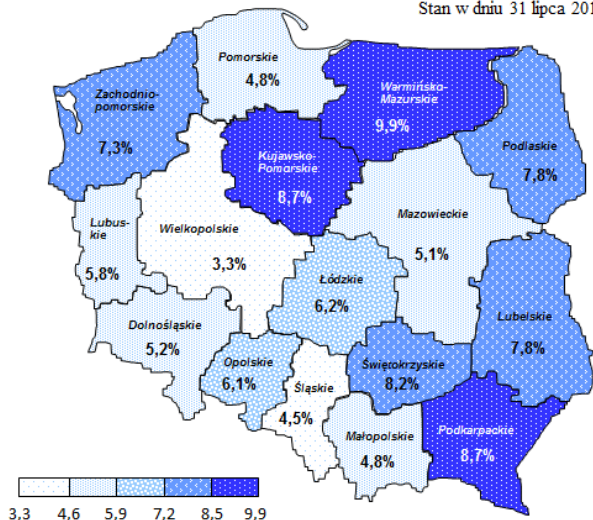 Stan w dniu 31 lipca 201
Pomorskie
4,8%
Warmińsko-
Mazurskie
9,9%
Zachodnio-
pomorskie
7,3%
Podlaskie
7,8%
Kujawsko-
Pomorskie
8,7%
Mazowieckie
5,1%
Lubus-
kie
5,8%
Wielkopolskie
3,3%
Łódzkie
6,2%
Lubelskie
7,8%
Dolnośląskie
5,2%
Opolskie
6,1%
Śląskie
4,5%
Święrokrzyskie
8,2%
Małopolskie
4,8%
Podkarpackie
8,7%
3,3 4,6 5,9 7,2 8,5 9,9